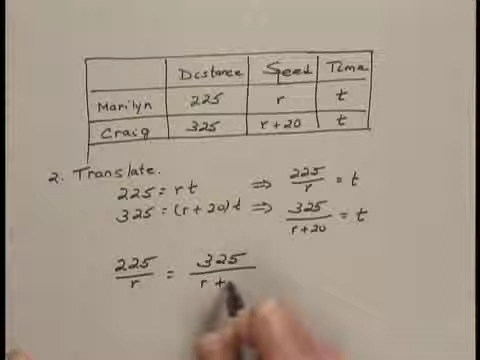 Distance Speed Time
Marilyn 225 r t
Craig 325 r+20 t
2. Translate.
225 = rt ⇒ 225/r = t
325 = (r+20)t ⇒ 325/(r+20) = t
225/r = 325/(r+